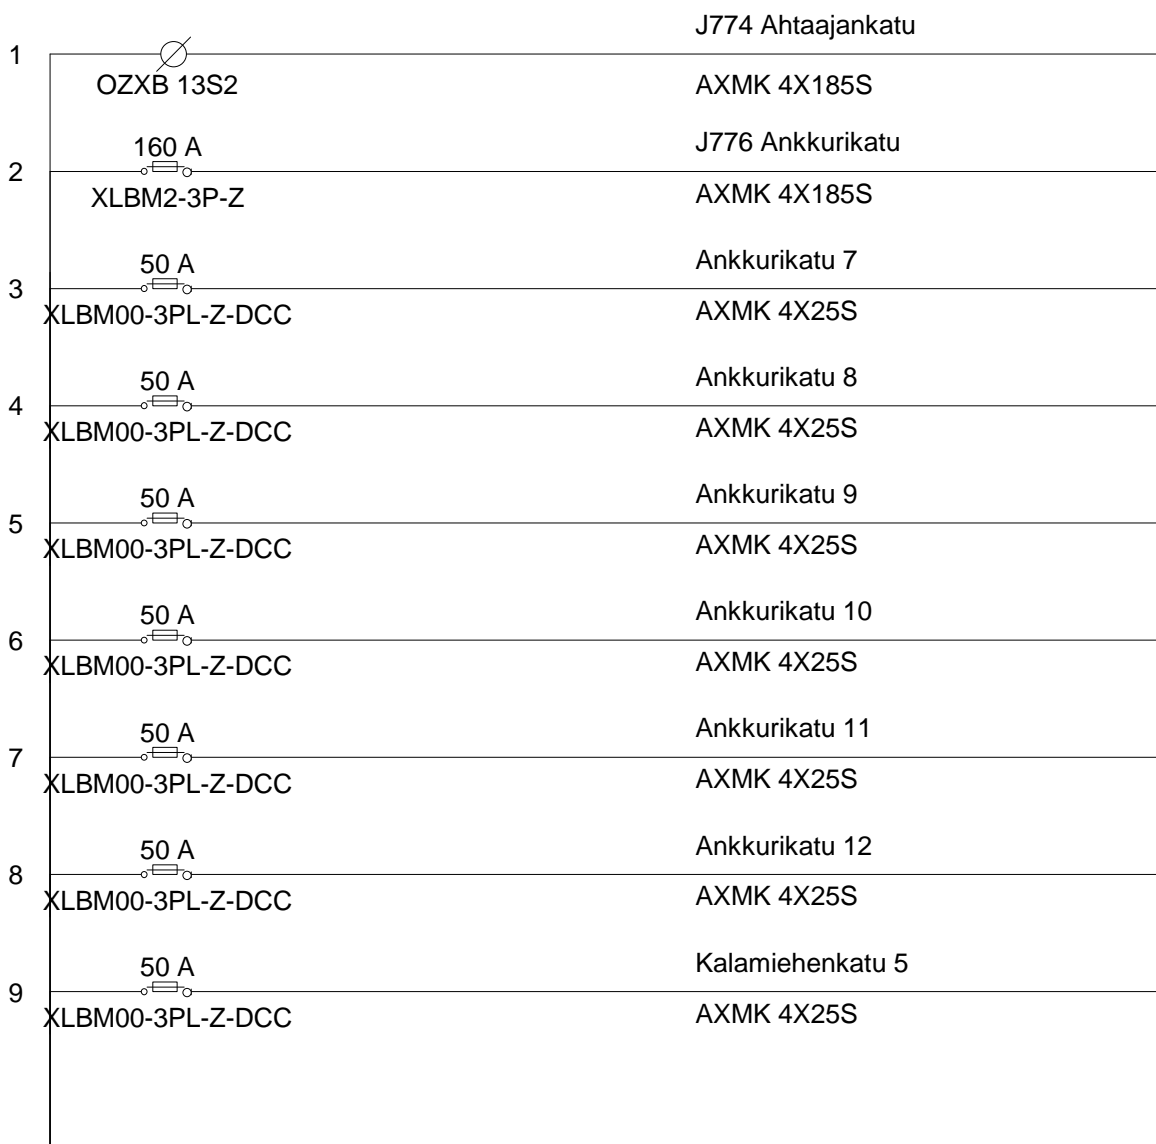 J774 Ahtaajankatu
1
OZXB 13S2
AXMK 4X185S
160 A
J776 Ankkurikatu
2
XLBM2-3P-Z
AXMK 4X185S
50 A
Ankkurikatu 7
3
XLBM00-3PL-Z-DCC
AXMK 4X25S
50 A
Ankkurikatu 8
4
XLBM00-3PL-Z-DCC
AXMK 4X25S
50 A
Ankkurikatu 9
5
XLBM00-3PL-Z-DCC
AXMK 4X25S
50 A
Ankkurikatu 10
6
XLBM00-3PL-Z-DCC
AXMK 4X25S
50 A
Ankkurikatu 11
7
XLBM00-3PL-Z-DCC
AXMK 4X25S
50 A
Ankkurikatu 12
8
XLBM00-3PL-Z-DCC
AXMK 4X25S
50 A
Kalamiehenkatu 5
9
XLBM00-3PL-Z-DCC
AXMK 4X25S